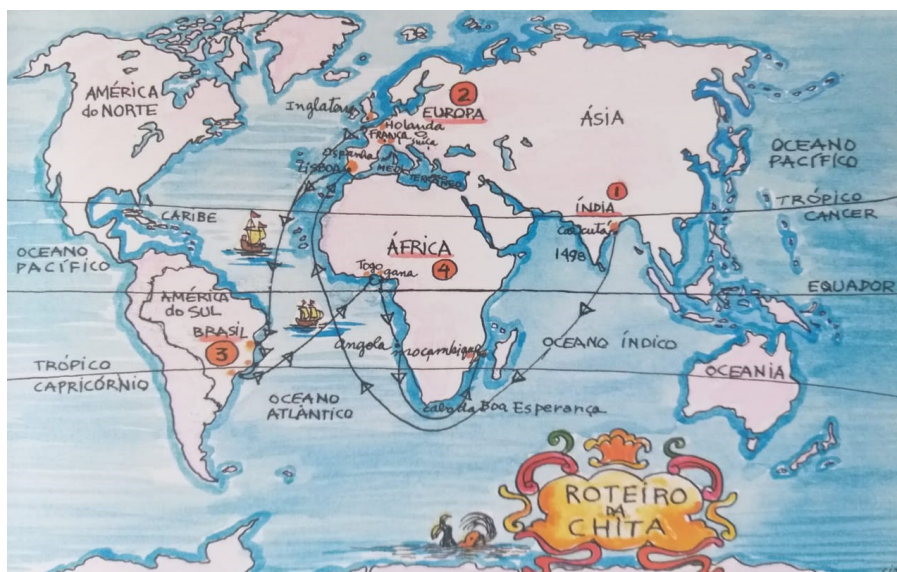 AMÉRICA
do NORTE
Inglaterra
2
EUROPA
Holanda
FRANÇA
Suíça
Espanha
LISBOA
MEDITERRÂNEO
ÁSIA
OCEANO
PACÍFICO
1
ÍNDIA
Calcutá
1498
TRÓPICO
CANCER
CARIBE
OCEANO
PACÍFICO
ÁFRICA
4
Togo
gana
EQUADOR
AMÉRICA
do SUL
BRASIL
3
Angola
moçambique
OCEANO ÍNDICO
TRÓPICO
CAPRICÓRNIO
OCEANIA
OCEANO
ATLÂNTICO
cabo da Boa Esperança
ROTEIRO
DA
CHITA